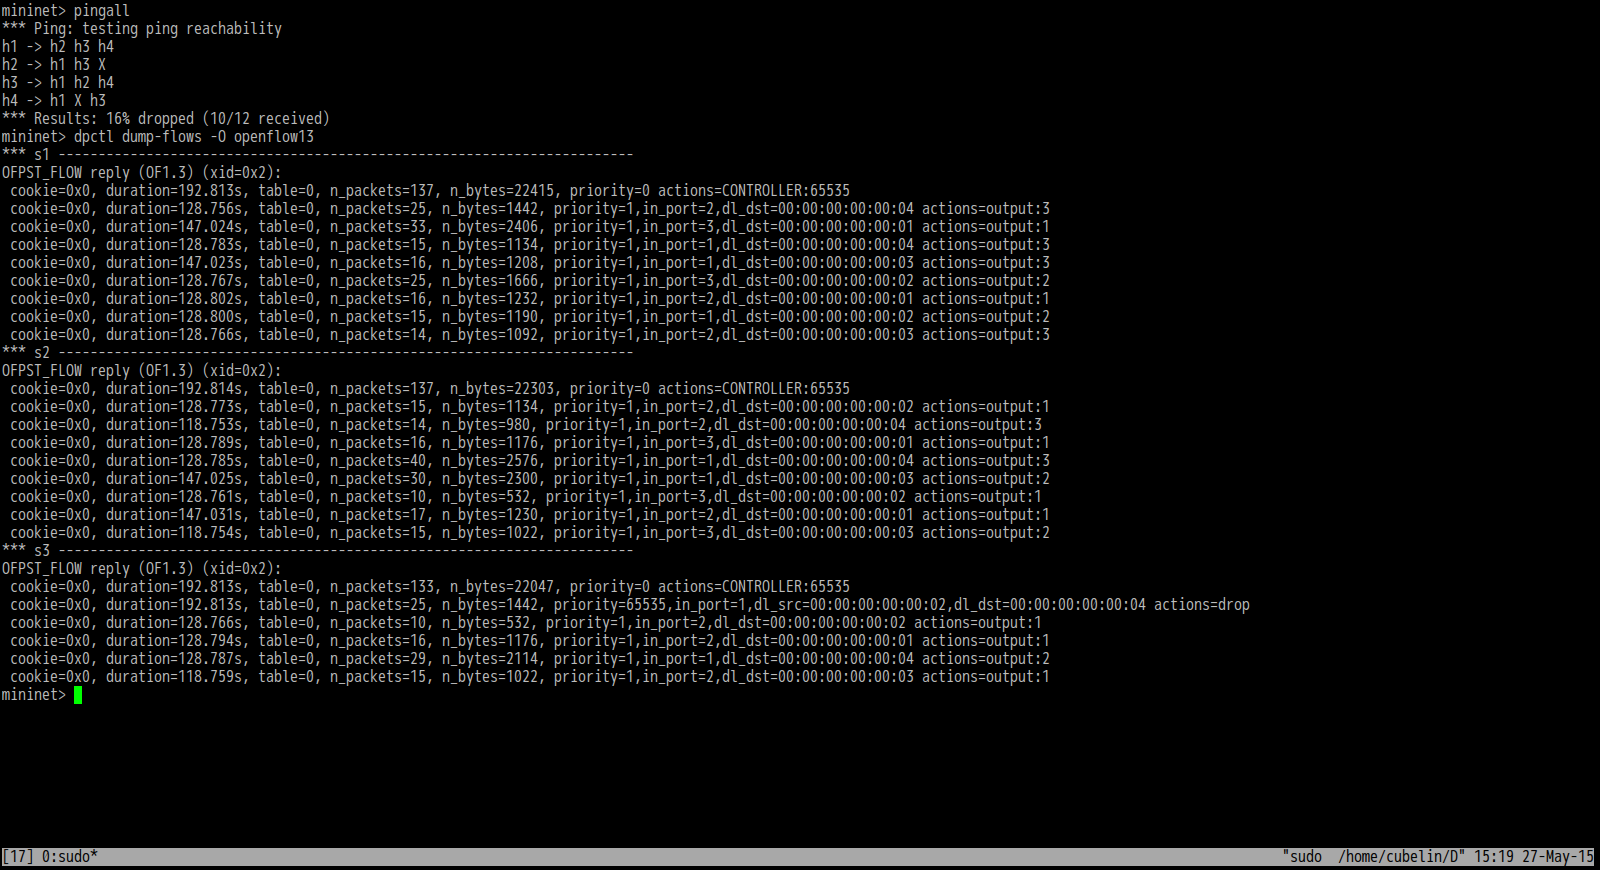 mininet> pingall
*** Ping: testing ping reachability
h1 -> h2 h3 h4
h2 -> h1 h3 X
h3 -> h1 h2 h4
h4 -> h1 X h3
*** Results: 16% dropped (10/12 received)
mininet> dpctl dump-flows -O openflow13
*** s1 ------------------------------------------------------------------------
OFPST_FLOW reply (OF1.3) (xid=0x2):
 cookie=0x0, duration=192.813s, table=0, n_packets=137, n_bytes=22415, priority=0 actions=CONTROLLER:65535
 cookie=0x0, duration=128.756s, table=0, n_packets=25, n_bytes=1442, priority=1,in_port=2,dl_dst=00:00:00:00:00:04 actions=output:3
 cookie=0x0, duration=147.024s, table=0, n_packets=33, n_bytes=2406, priority=1,in_port=3,dl_dst=00:00:00:00:00:01 actions=output:1
 cookie=0x0, duration=128.783s, table=0, n_packets=15, n_bytes=1134, priority=1,in_port=1,dl_dst=00:00:00:00:00:04 actions=output:3
 cookie=0x0, duration=147.023s, table=0, n_packets=16, n_bytes=1208, priority=1,in_port=1,dl_dst=00:00:00:00:00:03 actions=output:3
 cookie=0x0, duration=128.767s, table=0, n_packets=25, n_bytes=1666, priority=1,in_port=3,dl_dst=00:00:00:00:00:02 actions=output:2
 cookie=0x0, duration=128.802s, table=0, n_packets=16, n_bytes=1232, priority=1,in_port=2,dl_dst=00:00:00:00:00:01 actions=output:1
 cookie=0x0, duration=128.800s, table=0, n_packets=15, n_bytes=1190, priority=1,in_port=1,dl_dst=00:00:00:00:00:02 actions=output:2
 cookie=0x0, duration=128.766s, table=0, n_packets=14, n_bytes=1092, priority=1,in_port=2,dl_dst=00:00:00:00:00:03 actions=output:3
*** s2 ------------------------------------------------------------------------
OFPST_FLOW reply (OF1.3) (xid=0x2):
 cookie=0x0, duration=192.814s, table=0, n_packets=137, n_bytes=22303, priority=0 actions=CONTROLLER:65535
 cookie=0x0, duration=128.773s, table=0, n_packets=15, n_bytes=1134, priority=1,in_port=2,dl_dst=00:00:00:00:00:02 actions=output:1
 cookie=0x0, duration=118.753s, table=0, n_packets=14, n_bytes=980, priority=1,in_port=2,dl_dst=00:00:00:00:00:04 actions=output:3
 cookie=0x0, duration=128.789s, table=0, n_packets=16, n_bytes=1176, priority=1,in_port=3,dl_dst=00:00:00:00:00:01 actions=output:1
 cookie=0x0, duration=128.785s, table=0, n_packets=40, n_bytes=2576, priority=1,in_port=1,dl_dst=00:00:00:00:00:04 actions=output:3
 cookie=0x0, duration=147.025s, table=0, n_packets=30, n_bytes=2300, priority=1,in_port=1,dl_dst=00:00:00:00:00:03 actions=output:2
 cookie=0x0, duration=128.761s, table=0, n_packets=10, n_bytes=532, priority=1,in_port=3,dl_dst=00:00:00:00:00:02 actions=output:1
 cookie=0x0, duration=147.031s, table=0, n_packets=17, n_bytes=1230, priority=1,in_port=2,dl_dst=00:00:00:00:00:01 actions=output:1
 cookie=0x0, duration=118.754s, table=0, n_packets=15, n_bytes=1022, priority=1,in_port=3,dl_dst=00:00:00:00:00:03 actions=output:2
*** s3 ------------------------------------------------------------------------
OFPST_FLOW reply (OF1.3) (xid=0x2):
 cookie=0x0, duration=192.813s, table=0, n_packets=133, n_bytes=22047, priority=0 actions=CONTROLLER:65535
 cookie=0x0, duration=192.813s, table=0, n_packets=25, n_bytes=1442, priority=65535,in_port=1,dl_src=00:00:00:00:00:02,dl_dst=00:00:00:00:00:04 actions=drop
 cookie=0x0, duration=128.766s, table=0, n_packets=10, n_bytes=532, priority=1,in_port=2,dl_dst=00:00:00:00:00:02 actions=output:1
 cookie=0x0, duration=128.794s, table=0, n_packets=16, n_bytes=1176, priority=1,in_port=2,dl_dst=00:00:00:00:00:01 actions=output:1
 cookie=0x0, duration=128.787s, table=0, n_packets=29, n_bytes=2114, priority=1,in_port=1,dl_dst=00:00:00:00:00:04 actions=output:2
 cookie=0x0, duration=118.759s, table=0, n_packets=15, n_bytes=1022, priority=1,in_port=2,dl_dst=00:00:00:00:00:03 actions=output:1
mininet>
[17] 0:sudo* "sudo  /home/cubelin/D" 15:19 27-May-15